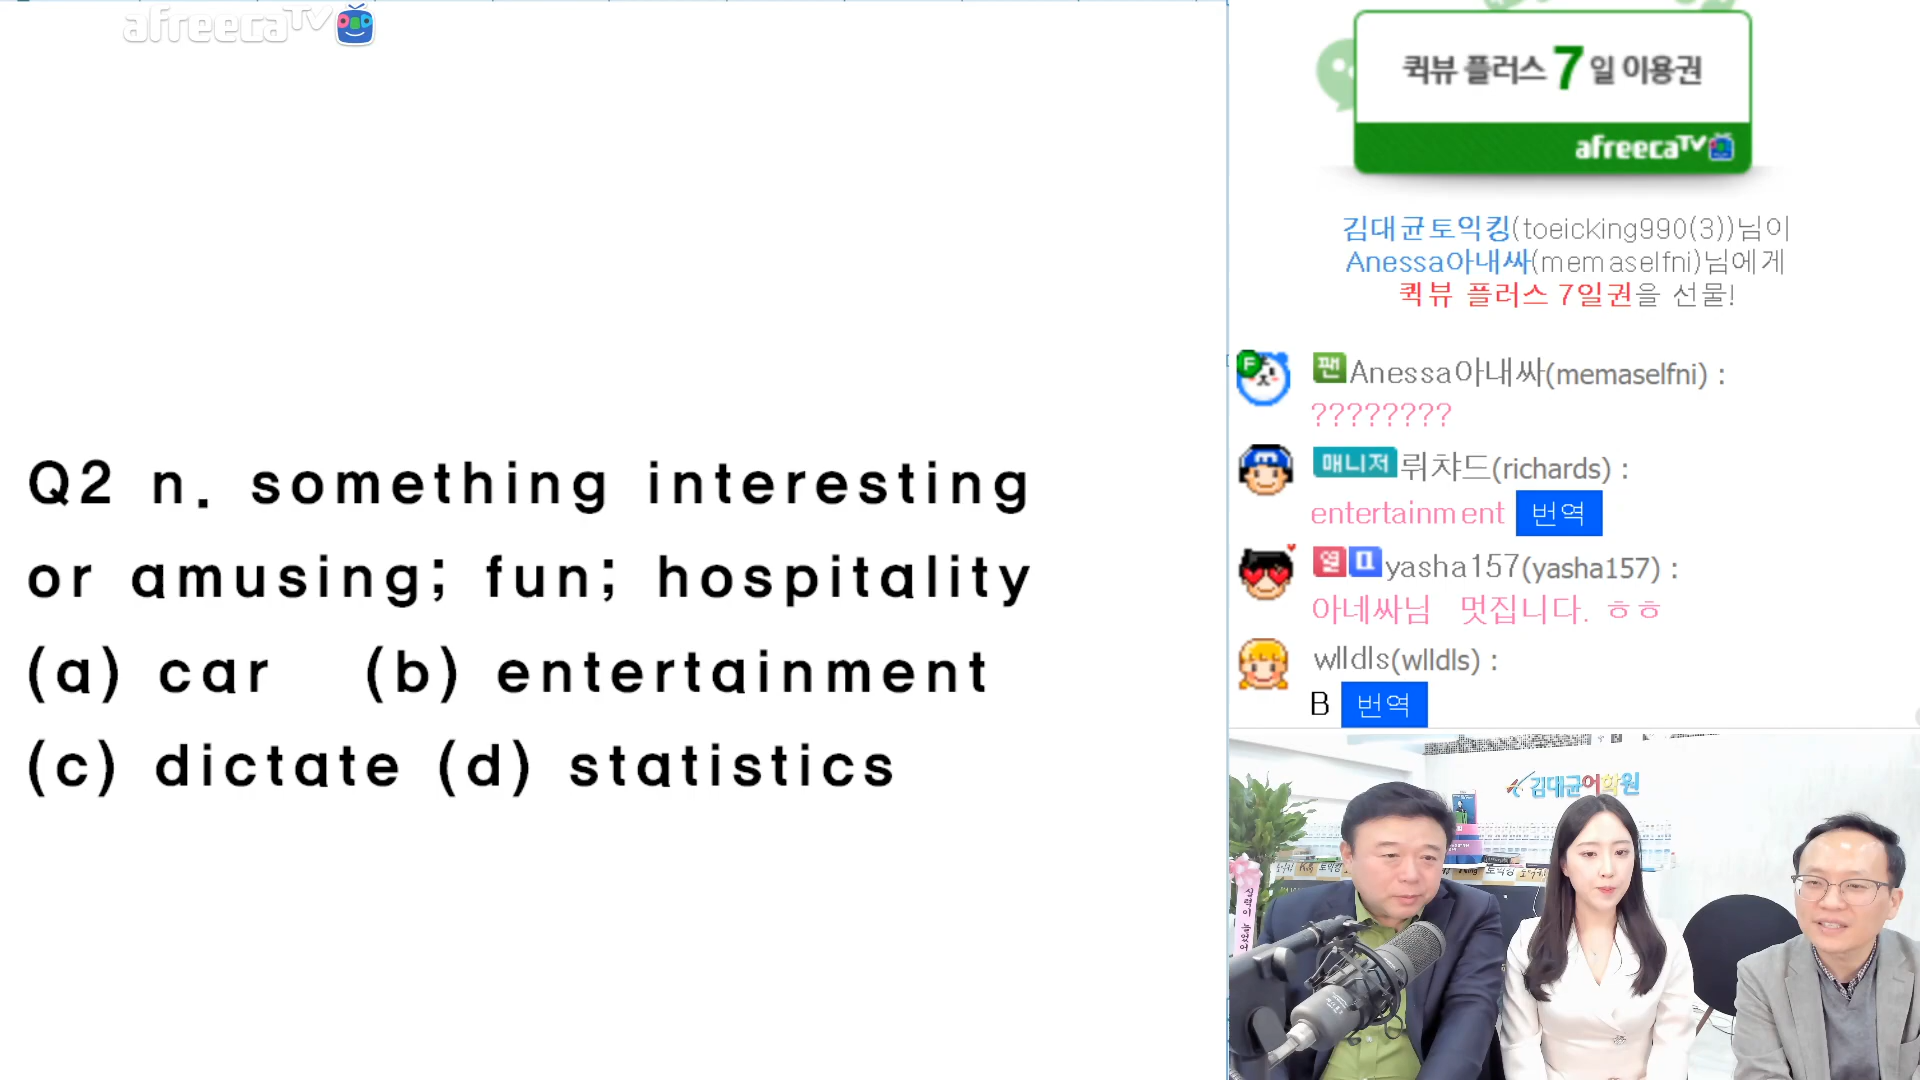 afreecaTV
Q2 n. something interesting
or amusing; fun; hospitality
(a) car (b) entertainment
(c) dictate (d) statistics
퀵뷰 플러스 7일 이용권
afreecaTV
김대균토익킹(toeicking990(3))님이
Anessa아내싸(memaselfni)님에게
퀵뷰 플러스 7일권을 선물!
F
팬 Anessa아내싸(memaselfni) :
????????
매니저 뤼챠드(richards) :
entertainment 번역
열 yasha157(yasha157) :
아네싸님 멋집니다. ㅎㅎ
wlldls(wlldls) :
B 번역
김대균어학원